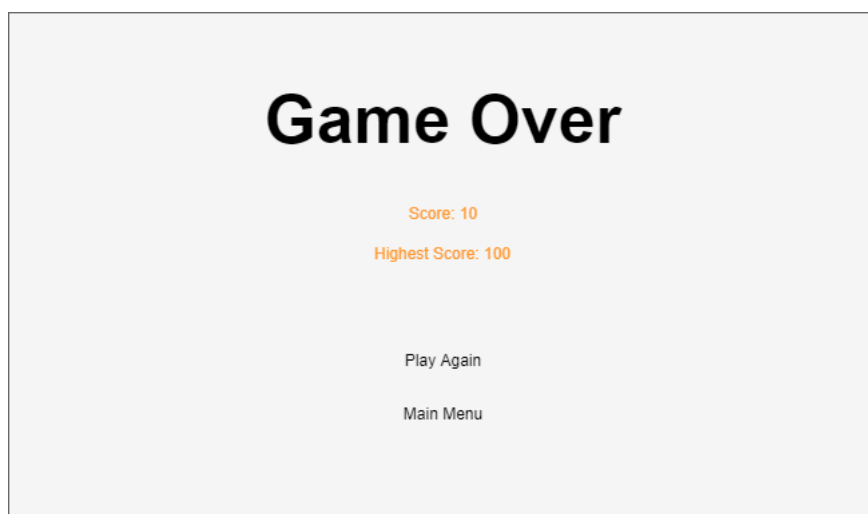 Game Over
Score: 10
Highest Score: 100
Play Again
Main Menu